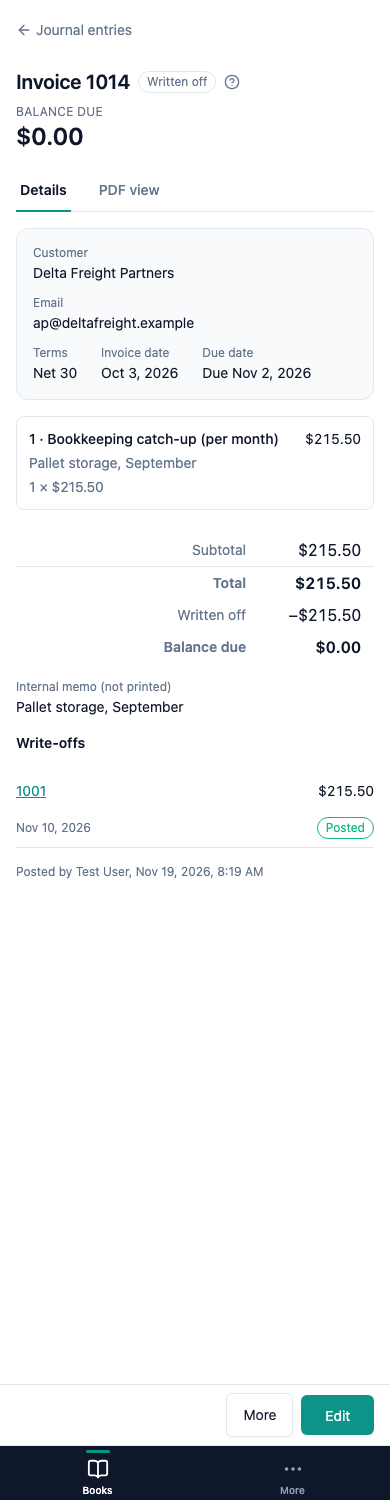 Journal entries
Invoice 1014 Written off
BALANCE DUE
$0.00
Details PDF view
Customer
Delta Freight Partners
Email
ap@deltafreight.example
Terms Invoice date Due date
Net 30 Oct 3, 2026 Due Nov 2, 2026
1 · Bookkeeping catch-up (per month) $215.50
Pallet storage, September
1 × $215.50
Subtotal $215.50
Total $215.50
Written off –$215.50
Balance due $0.00
Internal memo (not printed)
Pallet storage, September
Write-offs
1001 $215.50
Nov 10, 2026 Posted
Posted by Test User, Nov 19, 2026, 8:19 AM
More Edit
Books More